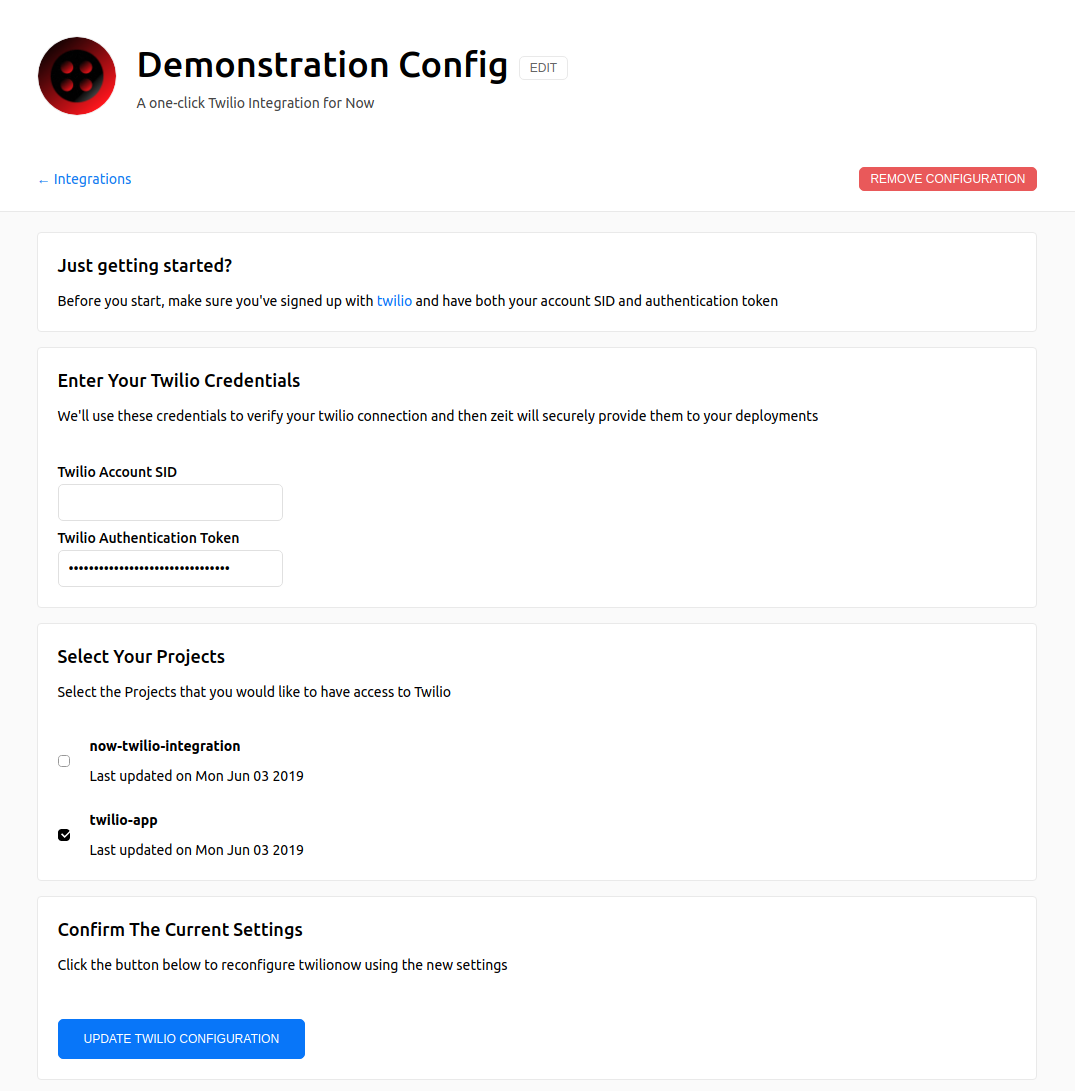 Demonstration Config
EDIT
A one-click Twilio Integration for Now
← Integrations
REMOVE CONFIGURATION
Just getting started?
Before you start, make sure you've signed up with twilio and have both your account SID and authentication token
Enter Your Twilio Credentials
We'll use these credentials to verify your twilio connection and then zeit will securely provide them to your deployments
Twilio Account SID
Twilio Authentication Token
••••••••••••••••••••••••••••••••
Select Your Projects
Select the Projects that you would like to have access to Twilio
now-twilio-integration
Last updated on Mon Jun 03 2019
twilio-app
Last updated on Mon Jun 03 2019
Confirm The Current Settings
Click the button below to reconfigure twilionow using the new settings
UPDATE TWILIO CONFIGURATION